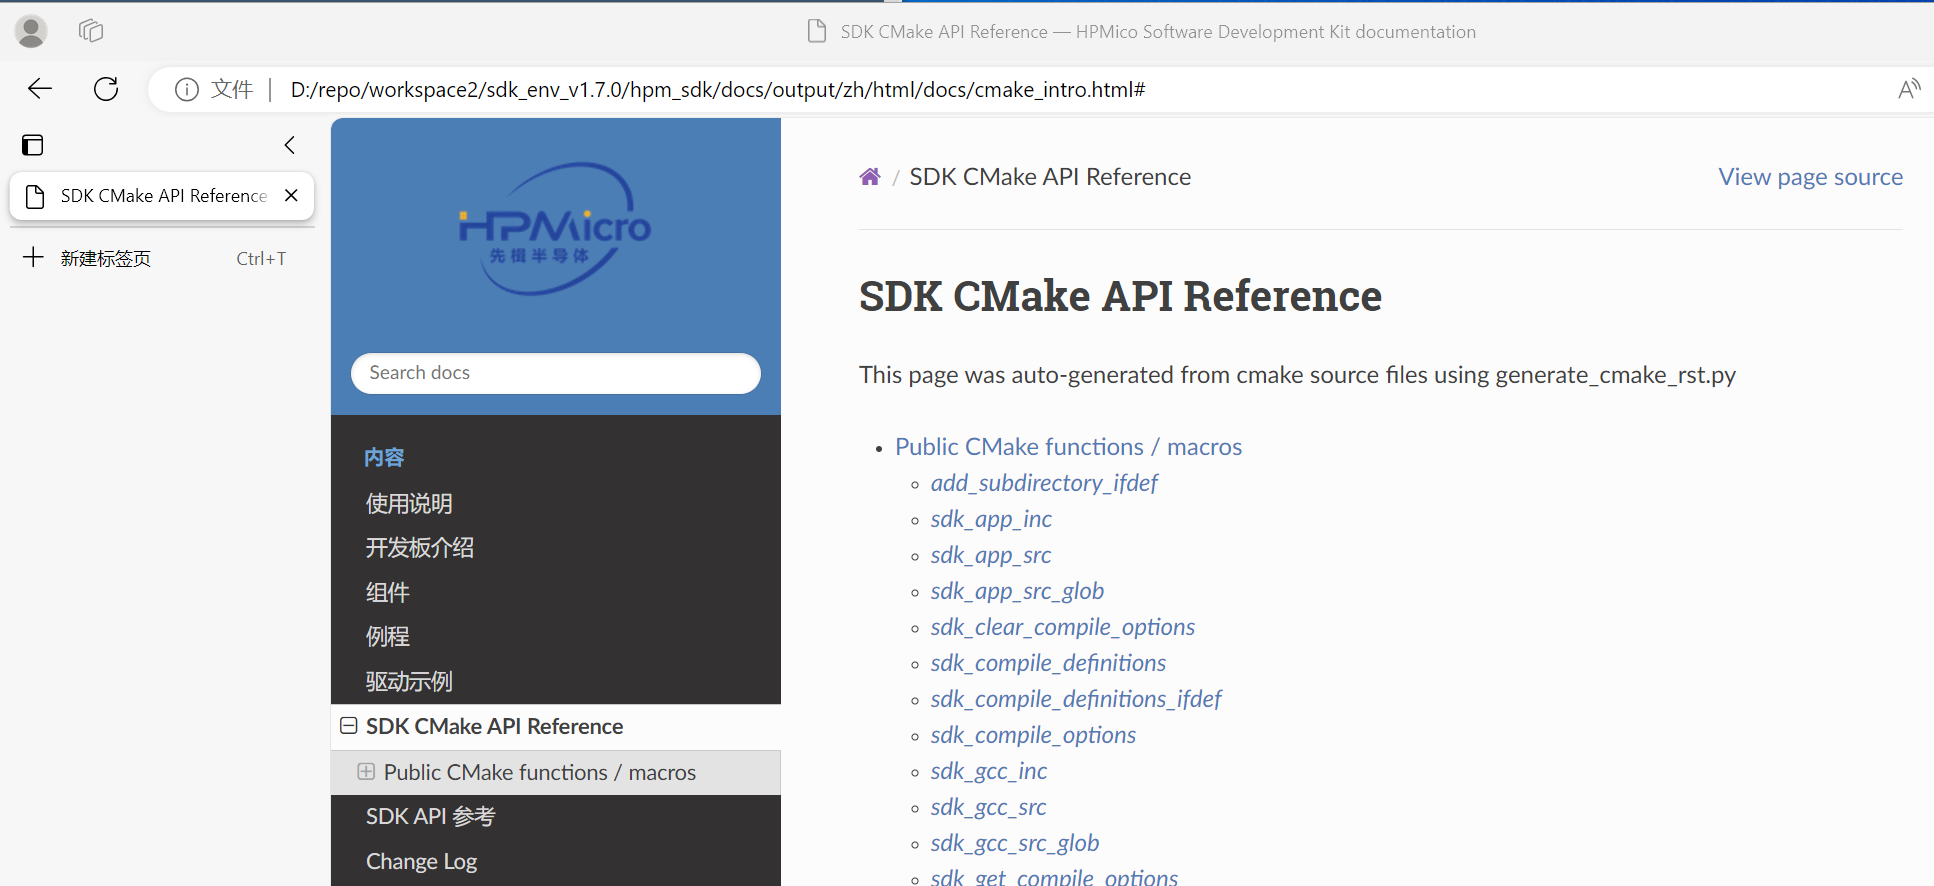 SDK CMake API Reference — HPMico Software Development Kit documentation
文件 | D:/repo/workspace2/sdk_env_v1.7.0/hpm_sdk/docs/output/zh/html/docs/cmake_intro.html#
SDK CMake API Reference
新建标签页 Ctrl+T
HPMicro
先楫半导体
Search docs
内容
使用说明
开发板介绍
组件
例程
驱动示例
SDK CMake API Reference
Public CMake functions / macros
SDK API 参考
Change Log
/ SDK CMake API Reference
View page source
SDK CMake API Reference
This page was auto-generated from cmake source files using generate_cmake_rst.py
Public CMake functions / macros
add_subdirectory_ifdef
sdk_app_inc
sdk_app_src
sdk_app_src_glob
sdk_clear_compile_options
sdk_compile_definitions
sdk_compile_definitions_ifdef
sdk_compile_options
sdk_gcc_inc
sdk_gcc_src
sdk_gcc_src_glob
sdk_get_compile_options